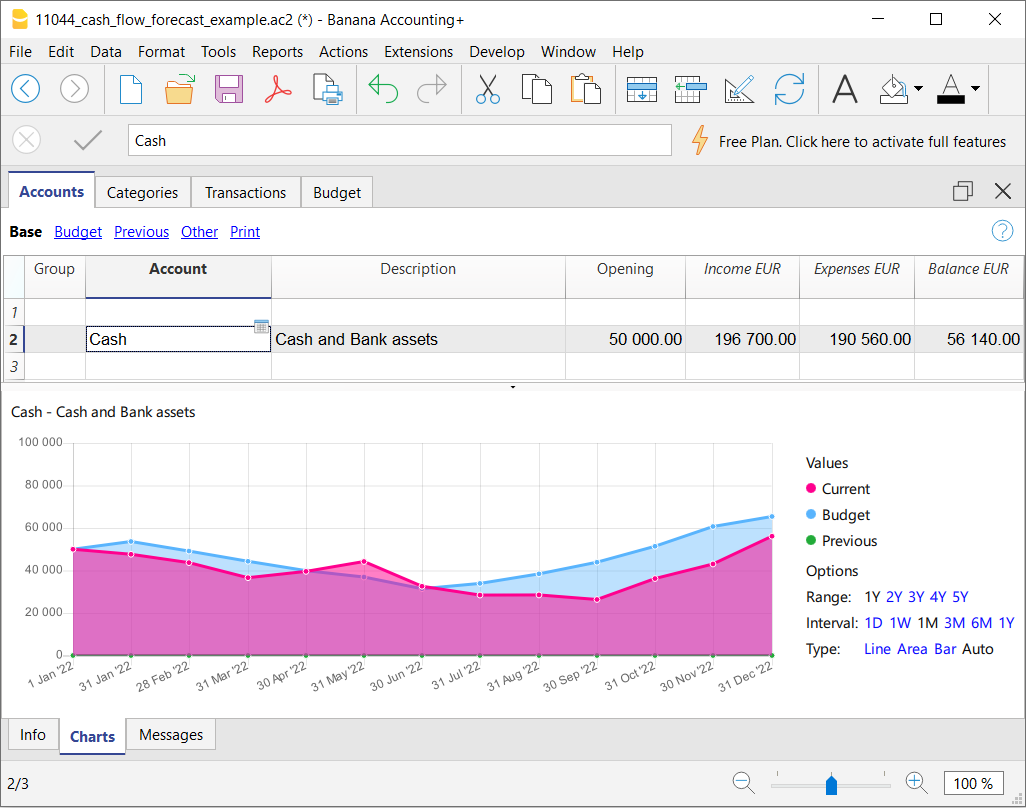 11044_cash_flow_forecast_example.ac2 (*) - Banana Accounting+
File Edit Data Format Tools Reports Actions Extensions Develop Window Help
Cash
Free Plan. Click here to activate full features
Accounts Categories Transactions Budget
Base Budget Previous Other Print
Group Account Description Opening Income EUR Expenses EUR Balance EUR
1
2 Cash Cash and Bank assets 50 000.00 196 700.00 190 560.00 56 140.00
3
Cash - Cash and Bank assets
100 000
80 000
60 000
40 000
20 000
0
1 Jan '22 31 Jan '22 28 Feb '22 31 Mar '22 30 Apr '22 31 May '22 30 Jun '22 31 Jul '22 31 Aug '22 30 Sep '22 31 Oct '22 30 Nov '22 31 Dec '22
Values
Current
Budget
Previous
Options
Range: 1Y 2Y 3Y 4Y 5Y
Interval: 1D 1W 1M 3M 6M 1Y
Type: Line Area Bar Auto
Info Charts Messages
2/3
100 %